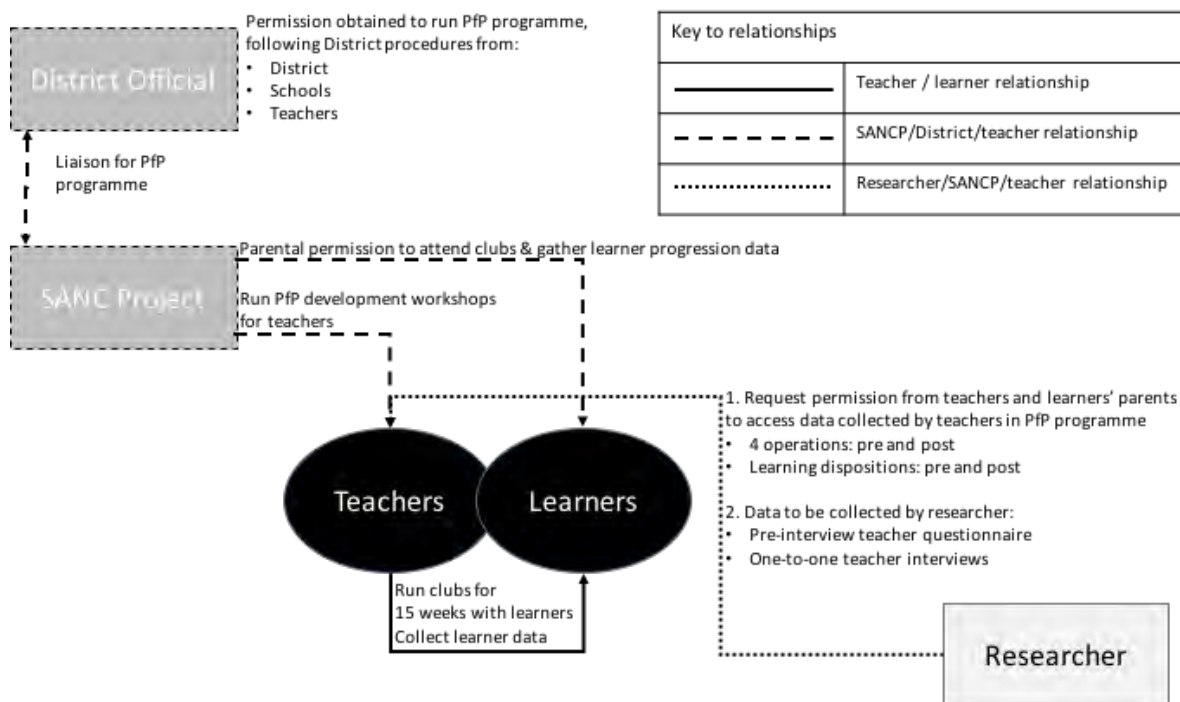 Permission obtained to run PfP programme,
following District procedures from:
• District
• Schools
• Teachers
District Official
Key to relationships
Teacher / learner relationship
SANCP/District/teacher relationship
Researcher/SANCP/teacher relationship
Liaison for PfP
programme
SANC Project
Parental permission to attend clubs & gather learner progression data
Run PfP development workshops
for teachers
1. Request permission from teachers and learners' parents
to access data collected by teachers in PfP programme
• 4 operations: pre and post
• Learning dispositions: pre and post
2. Data to be collected by researcher:
• Pre-interview teacher questionnaire
• One-to-one teacher interviews
Teachers
Learners
Run clubs for
15 weeks with learners
Collect learner data
Researcher